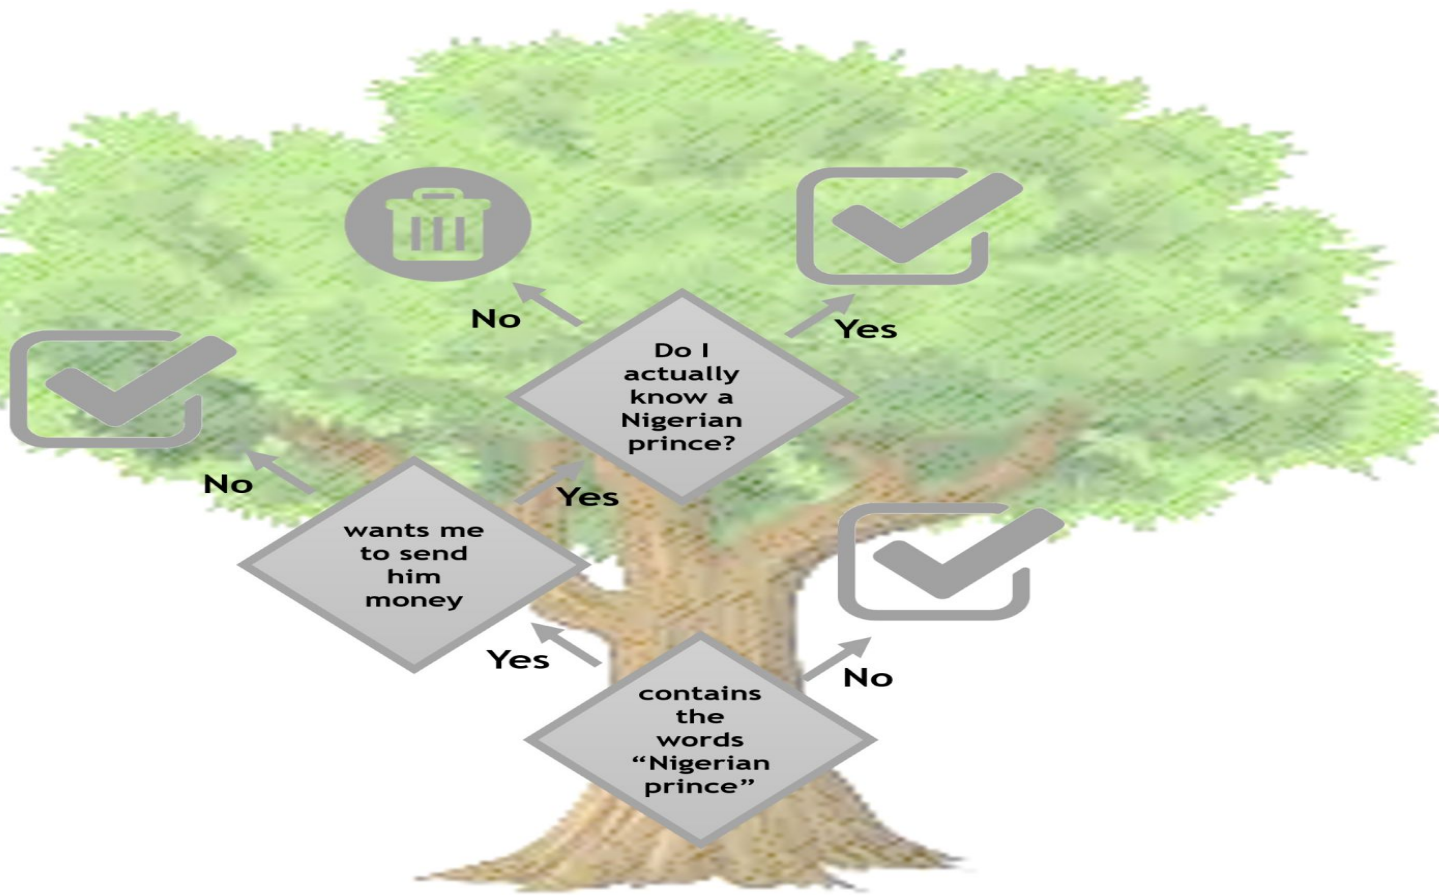 No
Yes
Do I
actually
know a
Nigerian
prince?
No
Yes
wants me
to send
him
money
Yes
No
contains
the
words
“Nigerian
prince”